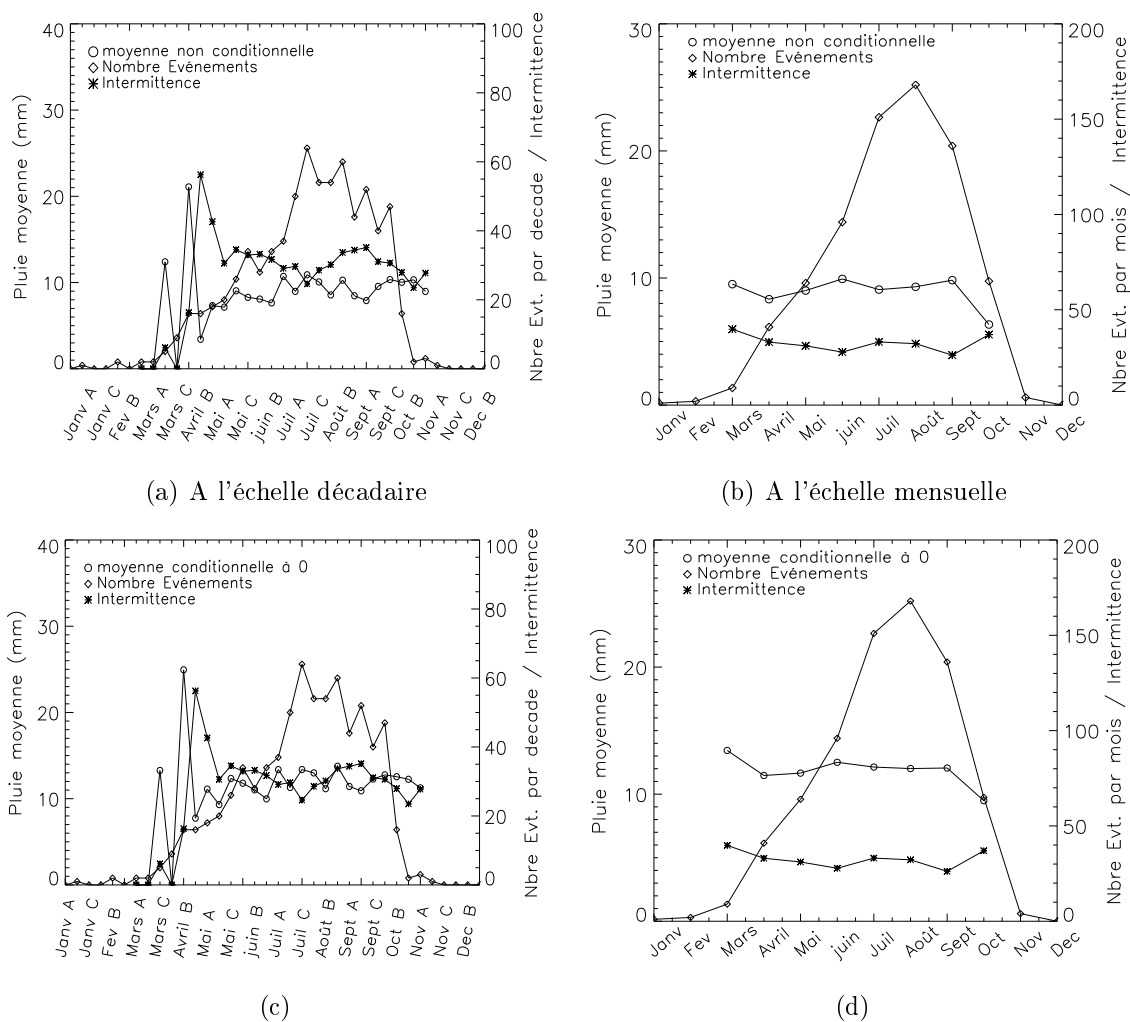 40
30
20
10
0
Pluie moyenne (mm)
moyenne non conditionnelle
Nombre Evénements
Intermittence
100
80
60
40
20
0
Nbre Evt. par decade / Intermittence
Janv A
Janv C
Fev B
Mars A
Mars C
Avril B
Mai A
Mai C
juin B
Juil A
Juil C
Août B
Sept A
Sept C
Oct B
Nov A
Nov C
Dec B
(a) A l'échelle décadaire
30
20
10
0
Pluie moyenne (mm)
moyenne non conditionnelle
Nombre Evénements
Intermittence
200
150
100
50
0
Nbre Evt. par mois / Intermittence
Janv
Fev
Mars
Avril
Mai
juin
Juil
Août
Sept
Oct
Nov
Dec
(b) A l'échelle mensuelle
40
30
20
10
0
Pluie moyenne (mm)
moyenne conditionnelle à 0
Nombre Evénements
Intermittence
100
80
60
40
20
0
Nbre Evt. par decade / Intermittence
Janv A
Janv C
Fev B
Mars A
Mars C
Avril B
Mai A
Mai C
juin B
Juil A
Juil C
Août B
Sept A
Sept C
Oct B
Nov A
Nov C
Dec B
(c)
30
20
10
0
Pluie moyenne (mm)
moyenne conditionnelle à 0
Nombre Evénements
Intermittence
200
150
100
50
0
Nbre Evt. par mois / Intermittence
Janv
Fev
Mars
Avril
Mai
juin
Juil
Août
Sept
Oct
Nov
Dec
(d)